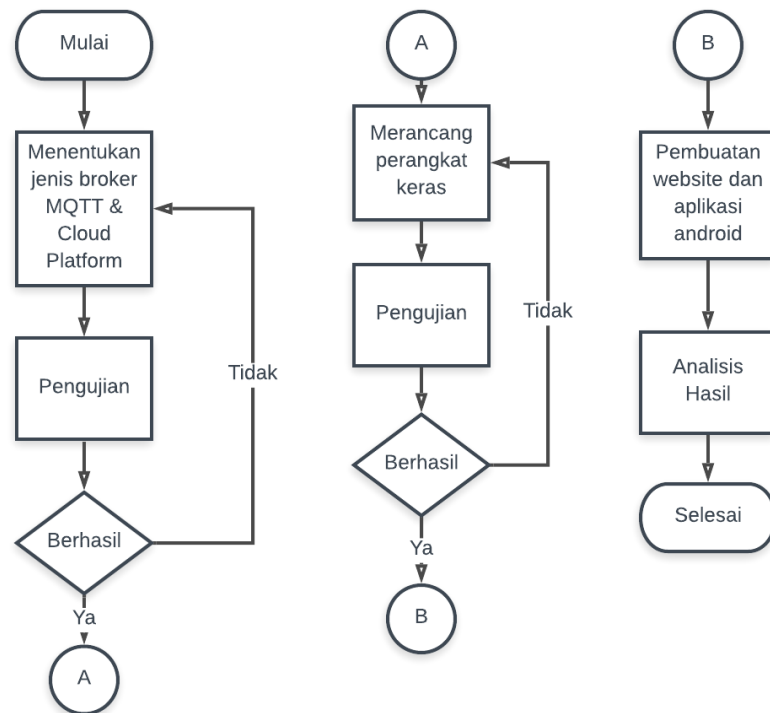 Mulai
Menentukan
jenis broker
MQTT &
Cloud
Platform
Pengujian
Tidak
Berhasil
Ya
A
A
Merancang
perangkat
keras
Pengujian
Tidak
Berhasil
Ya
B
B
Pembuatan
website dan
aplikasi
android
Analisis
Hasil
Selesai